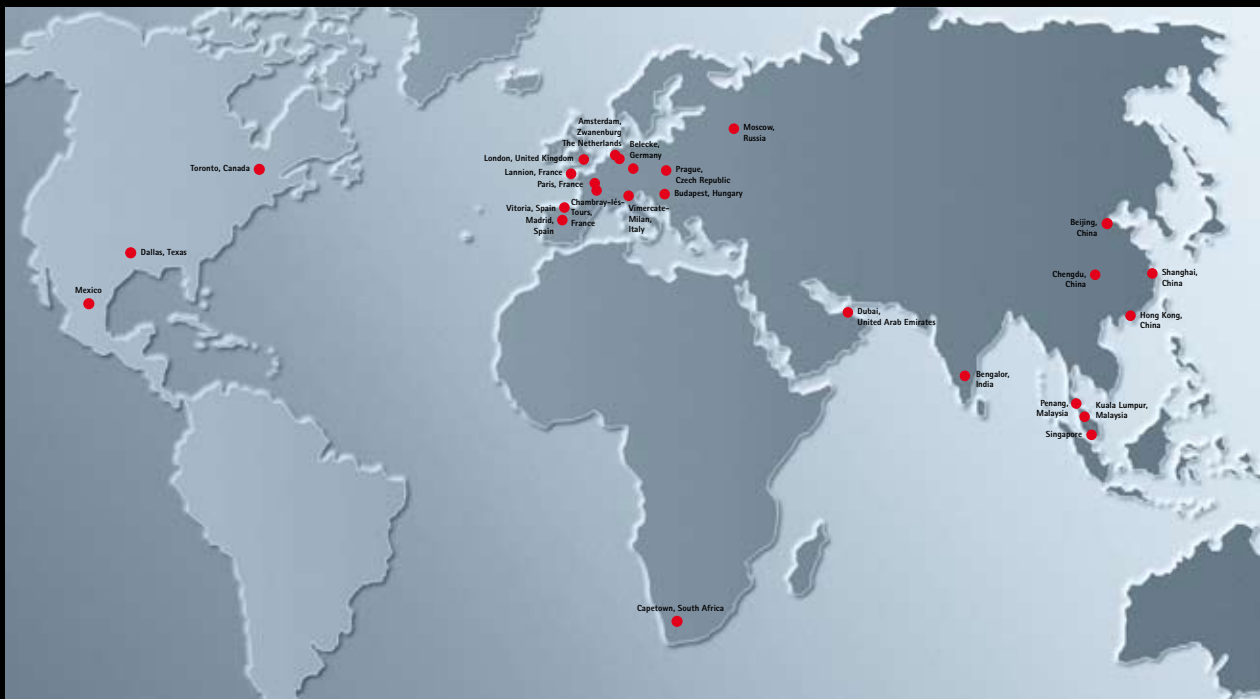 Toronto, Canada
Dallas, Texas
Mexico
Amsterdam,
Zwanenburg
The Netherlands
Belecke,
Germany
London, United Kingdom
Lannion, France
Paris, France
Chambray-lés-
Tours,
France
Vitoria, Spain
Madrid,
Spain
Vimercate-
Milan,
Italy
Prague,
Czech Republic
Budapest, Hungary
Moscow,
Russia
Beijing,
China
Chengdu,
China
Shanghai,
China
Hong Kong,
China
Dubai,
United Arab Emirates
Bengalor,
India
Penang,
Malaysia
Kuala Lumpur,
Malaysia
Singapore
Capetown, South Africa